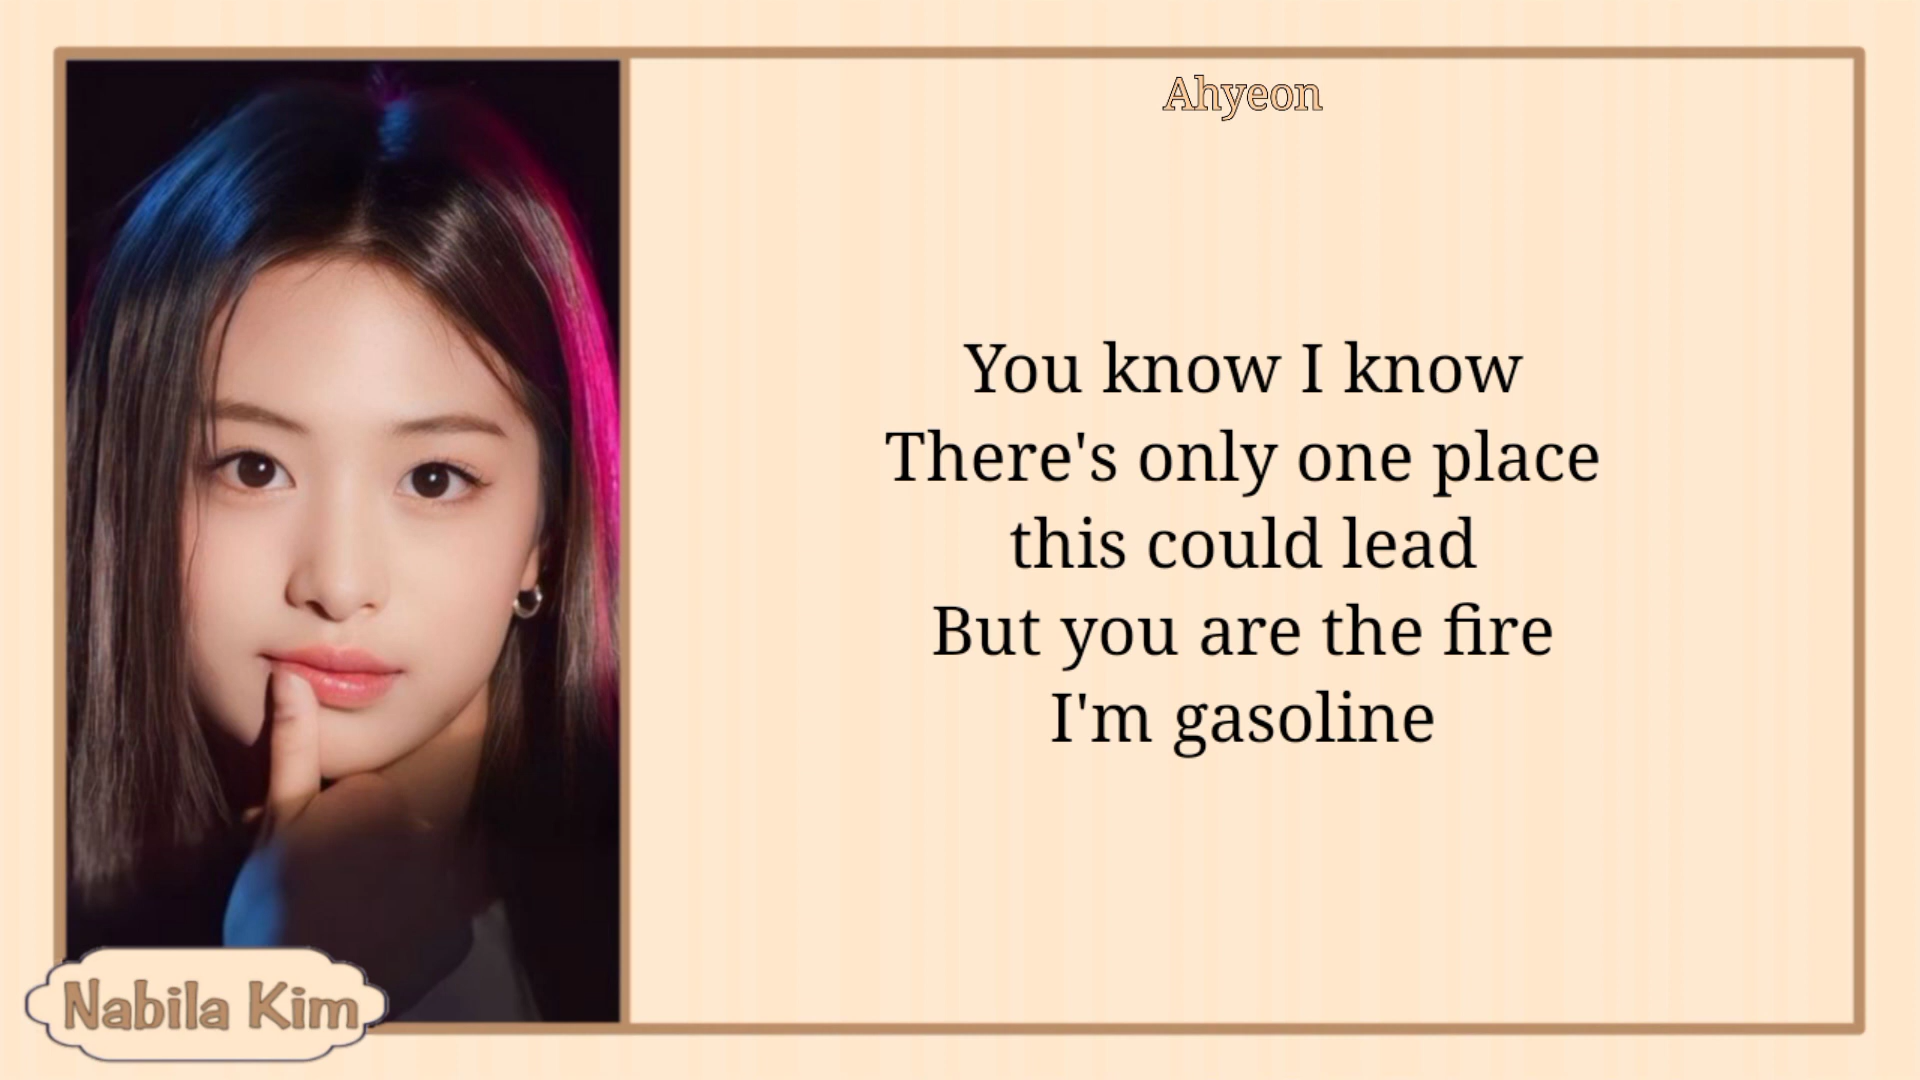 Ahyeon
You know I know
There's only one place
this could lead
But you are the fire
I'm gasoline
Nabila Kim